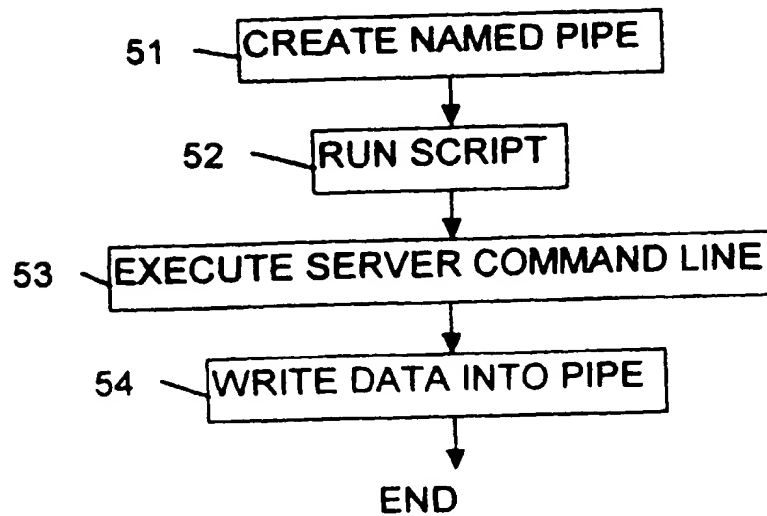 51 CREATE NAMED PIPE
52 RUN SCRIPT
53 EXECUTE SERVER COMMAND LINE
54 WRITE DATA INTO PIPE
END